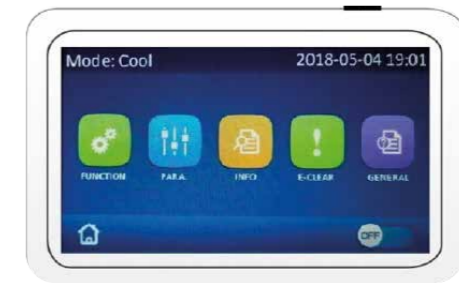 Mode: Cool 2018-05-04 19:01
FUNCTION PARA. INFO E-CLEAR GENERAL
OFF